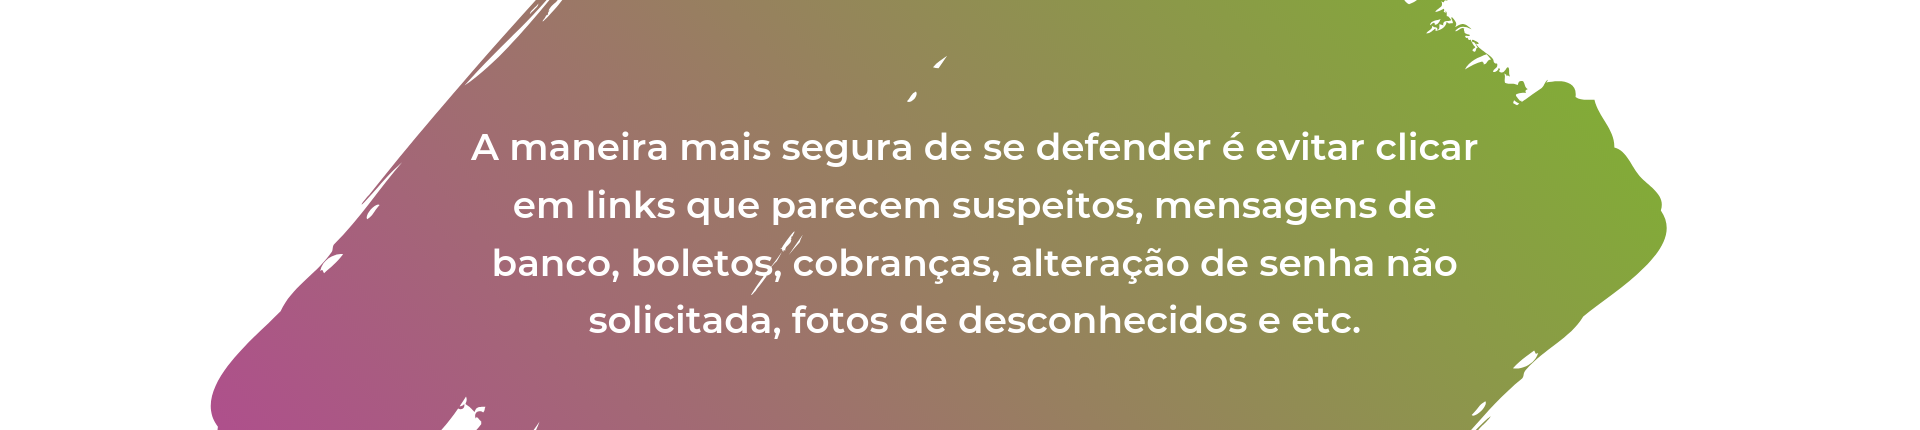 A maneira mais segura de se defender é evitar clicar
em links que parecem suspeitos, mensagens de
banco, boletos, cobranças, alteração de senha não
solicitada, fotos de desconhecidos e etc.